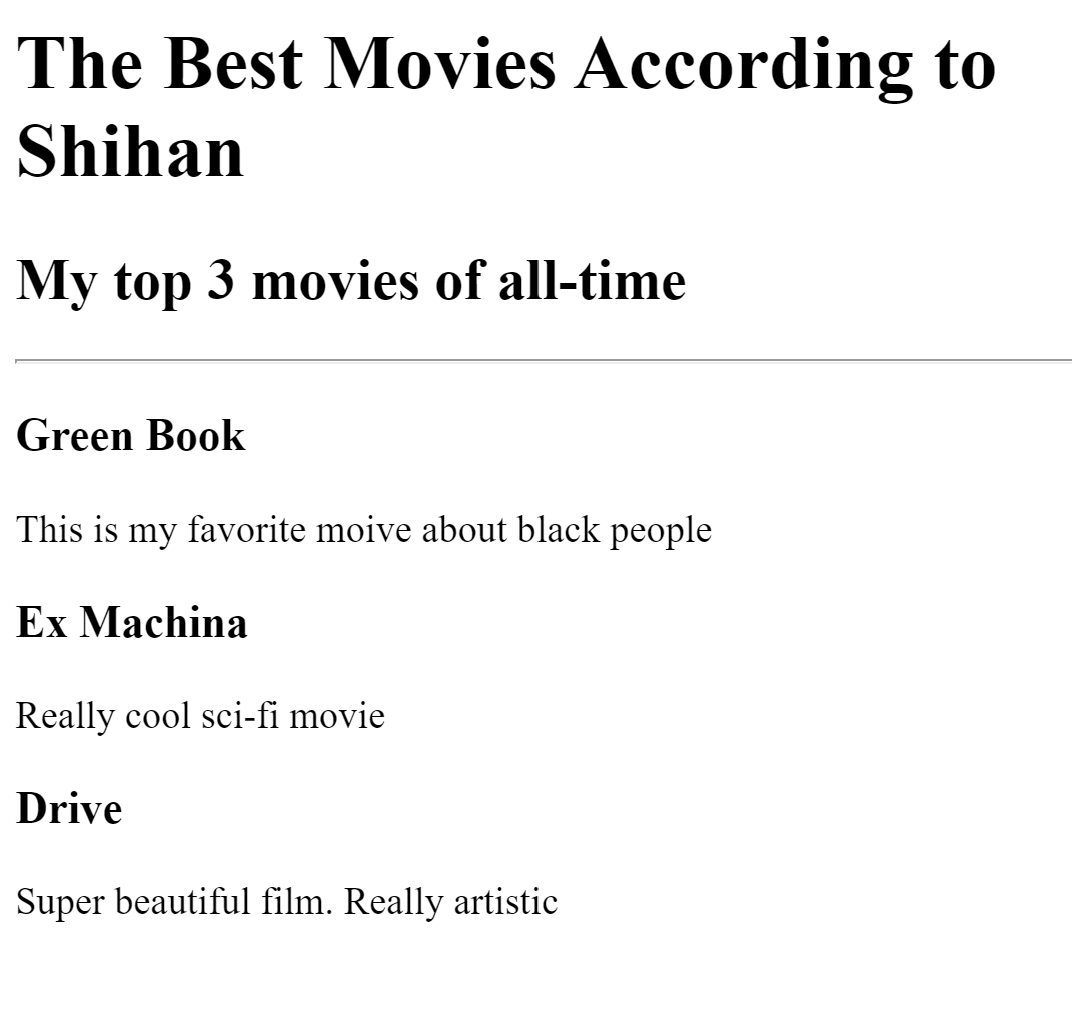 The Best Movies According to
Shihan
My top 3 movies of all-time
Green Book
This is my favorite moive about black people
Ex Machina
Really cool sci-fi movie
Drive
Super beautiful film. Really artistic